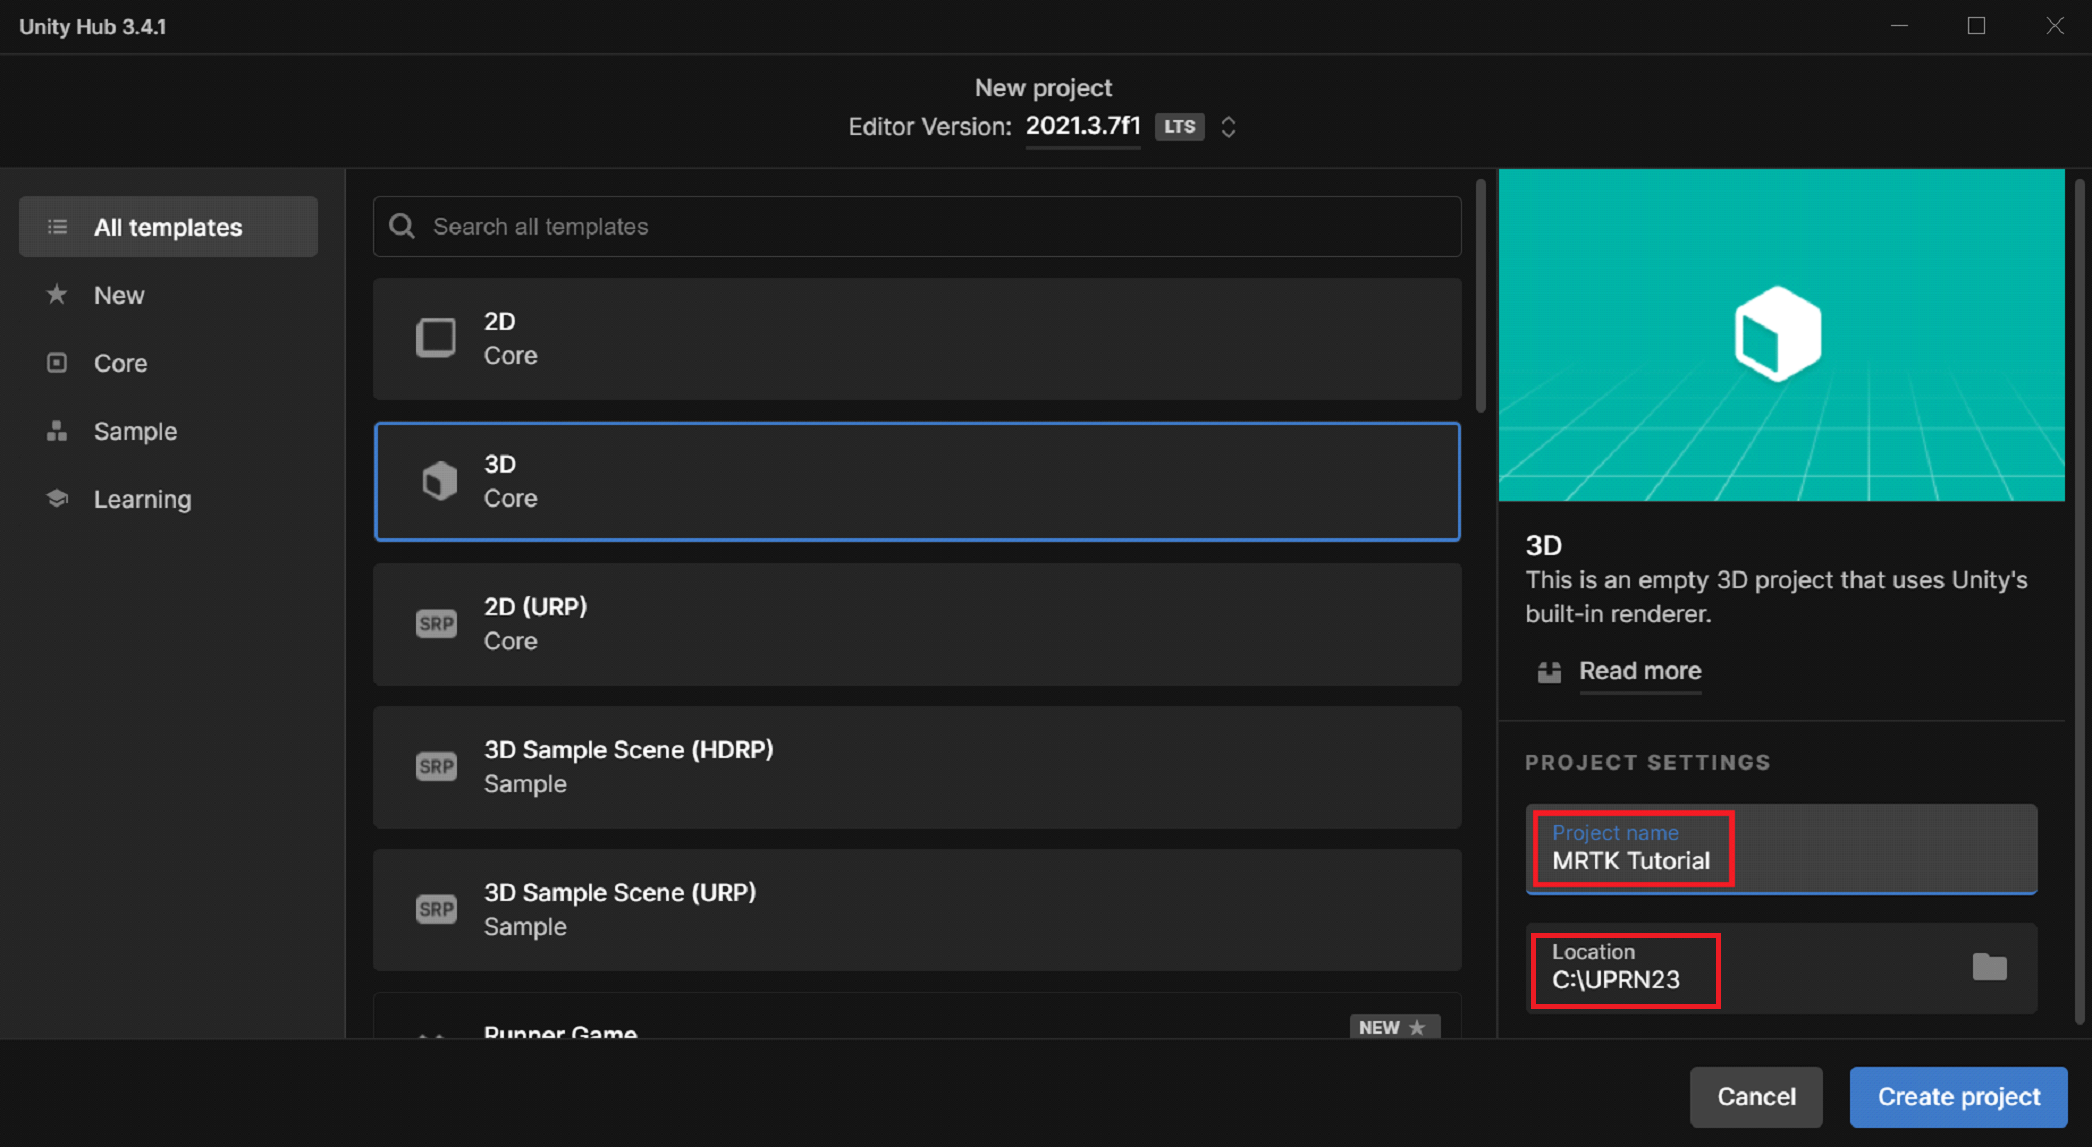 Unity Hub 3.4.1
New project
Editor Version: 2021.3.7f1 LTS
All templates
New
Core
Sample
Learning
Search all templates
2D
Core
3D
Core
SRP
2D (URP)
Core
SRP
3D Sample Scene (HDRP)
Sample
SRP
3D Sample Scene (URP)
Sample
Runner Game
NEW
3D
This is an empty 3D project that uses Unity's
built-in renderer.
Read more
PROJECT SETTINGS
Project name
MRTK Tutorial
Location
C:\UPRN23
Cancel
Create project